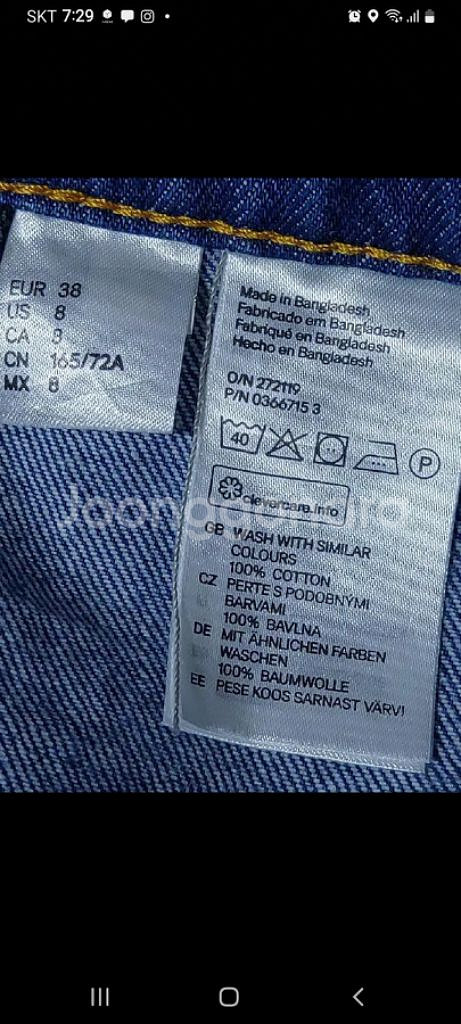 SKT 7:29
EUR 38
US 8
CA 8
CN 165/72A
MX 8
Made in Bangladesh
Fabricado em Bangladesh
Fabriqué en Bangladesh
Hecho en Bangladesh
O/N 272119
P/N 0366715 3
40
P
clevercare.info
Joonggonara
GB WASH WITH SIMILAR
COLOURS
100% COTTON
CZ PERTE S PODOBNÝMI
BARVAMI
100% BAVLNA
DE MIT ÄHNLICHEN FARBEN
WASCHEN
100% BAUMWOLLE
EE PESE KOOS SARNAST VÄRVI